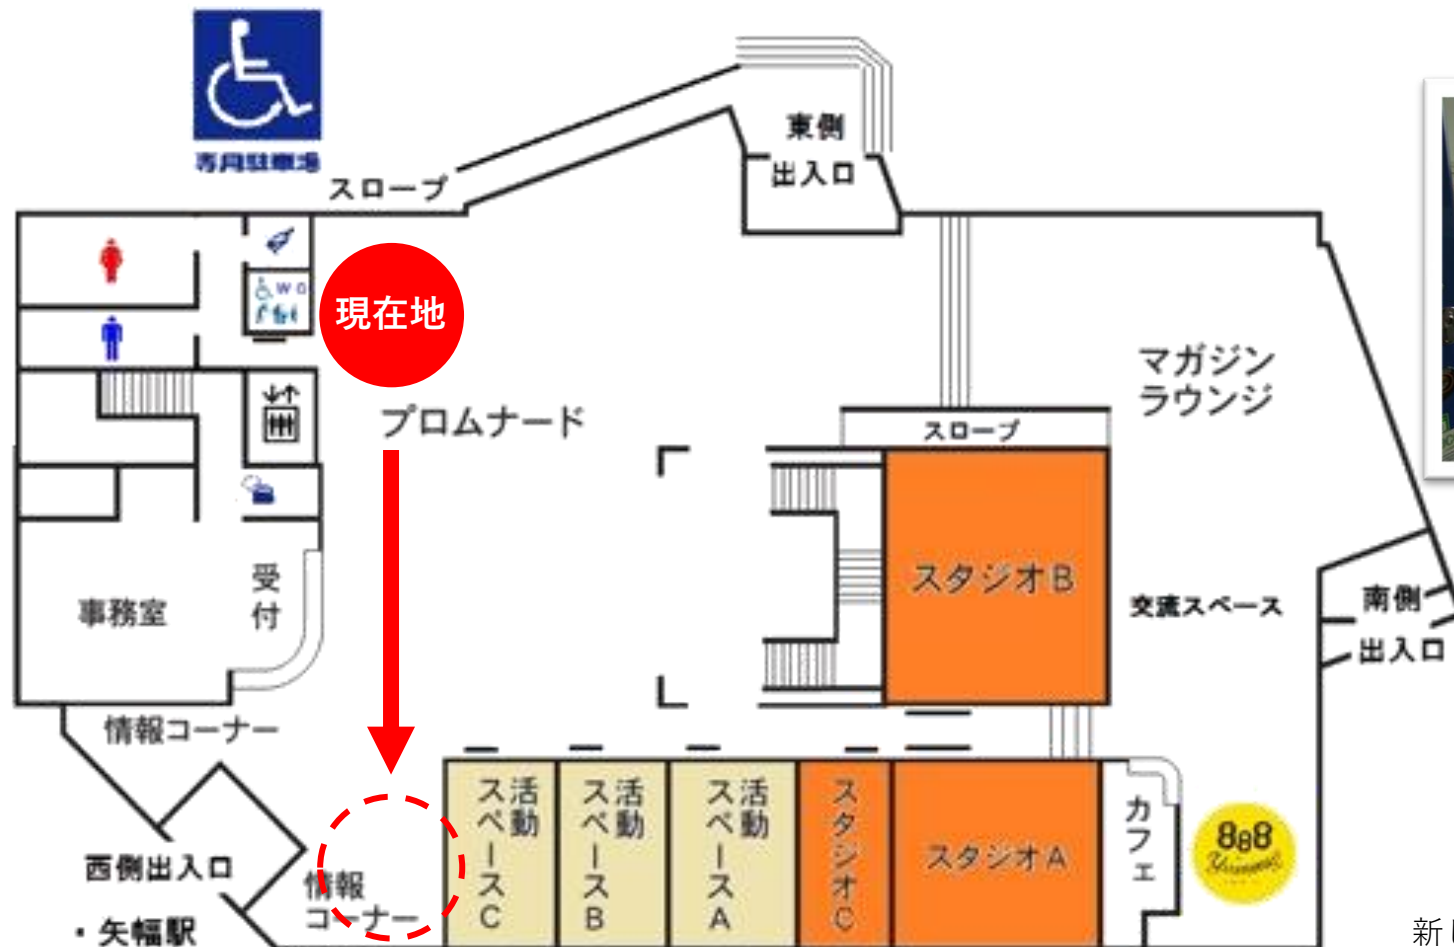 専用駐車場
スロープ
東側
出入口
現在地
プロムナード
マガジン
ラウンジ
スロープ
スタジオB
交流スペース
南側
出入口
受付
事務室
情報コーナー
西側出入口
・矢幅駅
情報
コーナー
活動
スペースC
活動
スペースB
活動
スペースA
スタジオC
スタジオA
カフェ
888
Yummy